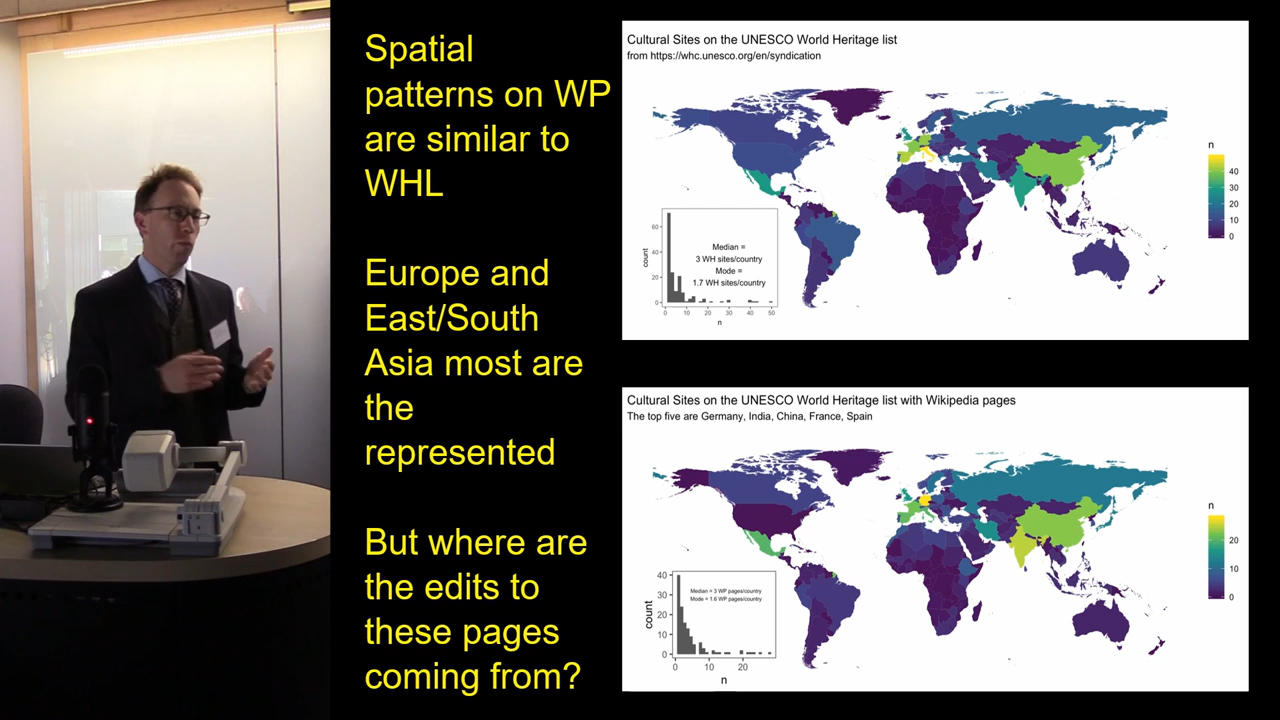 Spatial
patterns on WP
are similar to
WHL
Europe and
East/South
Asia most are
the
represented
But where are
the edits to
these pages
coming from?
Cultural Sites on the UNESCO World Heritage list
from https://whc.unesco.org/en/syndication
n
40
30
20
10
0
count
60
40
20
0
Median =
3 WH sites/country
Mode =
1.7 WH sites/country
0 10 20 30 40 50
n
Cultural Sites on the UNESCO World Heritage list with Wikipedia pages
The top five are Germany, India, China, France, Spain
n
20
10
0
count
40
30
20
10
0
Median = 3 WP pages/country
Mode = 1.6 WP pages/country
0 10 20
n